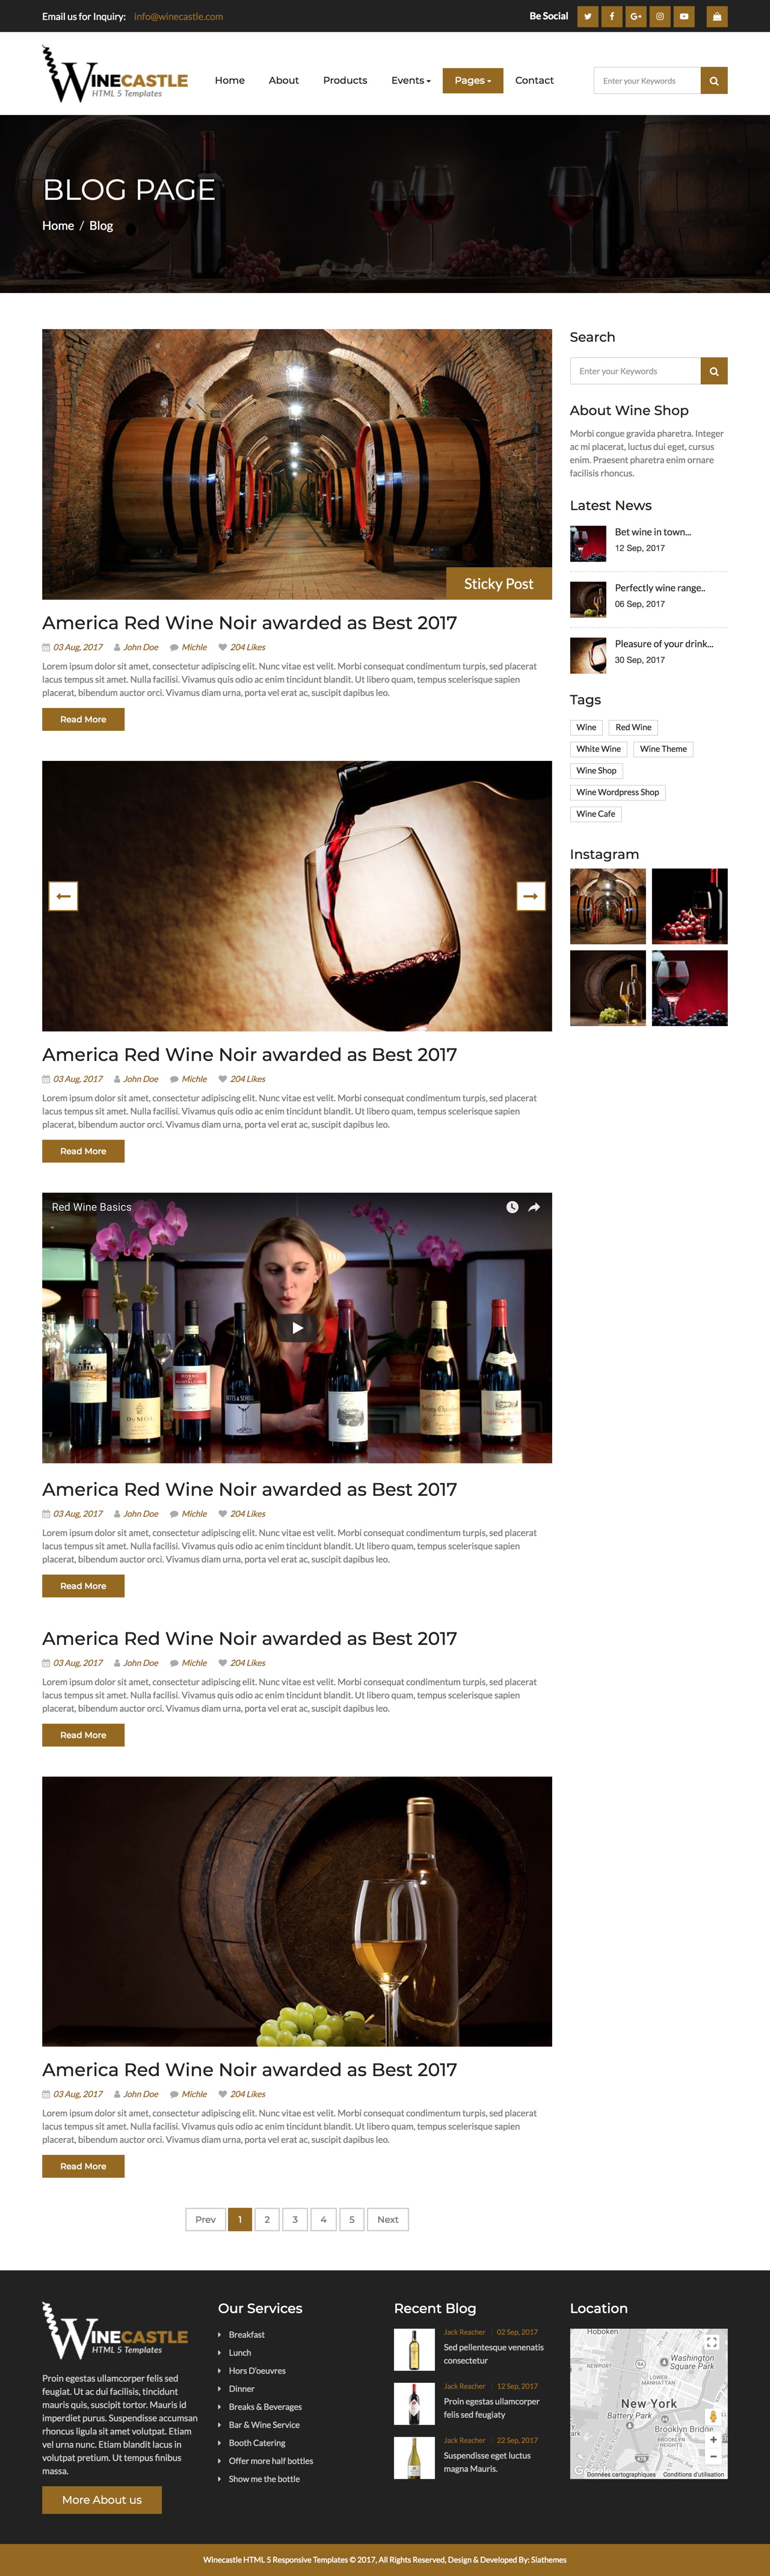 Email us for Inquiry: info@winecastle.com
Be Social
WINECASTLE
HTML 5 Templates
Home
About
Products
Events
Pages
Contact
Enter your Keywords
BLOG PAGE
Home / Blog
Sticky Post
America Red Wine Noir awarded as Best 2017
03 Aug, 2017 John Doe Michle 204 Likes
Lorem ipsum dolor sit amet, consectetur adipiscing elit. Nunc vitae est velit. Morbi consequat condimentum turpis, sed placerat
lacus tempus sit amet. Nulla facilisi. Vivamus quis odio ac enim tincidunt blandit. Ut libero quam, tempus scelerisque sapien
placerat, bibendum auctor orci. Vivamus diam urna, porta vel erat ac, suscipit dapibus leo.
Read More
America Red Wine Noir awarded as Best 2017
03 Aug, 2017 John Doe Michle 204 Likes
Lorem ipsum dolor sit amet, consectetur adipiscing elit. Nunc vitae est velit. Morbi consequat condimentum turpis, sed placerat
lacus tempus sit amet. Nulla facilisi. Vivamus quis odio ac enim tincidunt blandit. Ut libero quam, tempus scelerisque sapien
placerat, bibendum auctor orci. Vivamus diam urna, porta vel erat ac, suscipit dapibus leo.
Read More
Red Wine Basics
America Red Wine Noir awarded as Best 2017
03 Aug, 2017 John Doe Michle 204 Likes
Lorem ipsum dolor sit amet, consectetur adipiscing elit. Nunc vitae est velit. Morbi consequat condimentum turpis, sed placerat
lacus tempus sit amet. Nulla facilisi. Vivamus quis odio ac enim tincidunt blandit. Ut libero quam, tempus scelerisque sapien
placerat, bibendum auctor orci. Vivamus diam urna, porta vel erat ac, suscipit dapibus leo.
Read More
America Red Wine Noir awarded as Best 2017
03 Aug, 2017 John Doe Michle 204 Likes
Lorem ipsum dolor sit amet, consectetur adipiscing elit. Nunc vitae est velit. Morbi consequat condimentum turpis, sed placerat
lacus tempus sit amet. Nulla facilisi. Vivamus quis odio ac enim tincidunt blandit. Ut libero quam, tempus scelerisque sapien
placerat, bibendum auctor orci. Vivamus diam urna, porta vel erat ac, suscipit dapibus leo.
Read More
America Red Wine Noir awarded as Best 2017
03 Aug, 2017 John Doe Michle 204 Likes
Lorem ipsum dolor sit amet, consectetur adipiscing elit. Nunc vitae est velit. Morbi consequat condimentum turpis, sed placerat
lacus tempus sit amet. Nulla facilisi. Vivamus quis odio ac enim tincidunt blandit. Ut libero quam, tempus scelerisque sapien
placerat, bibendum auctor orci. Vivamus diam urna, porta vel erat ac, suscipit dapibus leo.
Read More
Prev 1 2 3 4 5 Next
Search
Enter your Keywords
About Wine Shop
Morbi congue gravida pharetra. Integer
ac mi placerat, luctus dui eget, cursus
enim. Praesent pharetra enim ornare
facilisis rhoncus.
Latest News
Bet wine in town...
12 Sep, 2017
Perfectly wine range..
06 Sep, 2017
Pleasure of your drink...
30 Sep, 2017
Tags
Wine
Red Wine
White Wine
Wine Theme
Wine Shop
Wine Wordpress Shop
Wine Cafe
Instagram
WINECASTLE
HTML 5 Templates
Proin egestas ullamcorper felis sed
feugiat. Ut ac dui facilisis, tincidunt
mauris quis, suscipit tortor. Mauris id
imperdiet purus. Suspendisse accumsan
rhoncus ligula sit amet volutpat. Etiam
vel urna nunc. Etiam blandit lacus in
volutpat pretium. Ut tempus finibus
massa.
More About us
Our Services
Breakfast
Lunch
Hors D'oeuvres
Dinner
Breaks & Beverages
Bar & Wine Service
Booth Catering
Offer more half bottles
Show me the bottle
Recent Blog
Jack Reacher 02 Sep, 2017
Sed pellentesque venenatis
consectetur
Jack Reacher 12 Sep, 2017
Proin egestas ullamcorper
felis sed feugiaty
Jack Reacher 22 Sep, 2017
Suspendisse eget luctus
magna Mauris.
Location
Hoboken
Washington
Square Park
NEWPORT
LOWER
MANHATTAN
New York
Battery Park
Brooklyn Bridge
BROOKLYN
HEIGHTS
Google
Données cartographiques Conditions d'utilisation
Winecastle HTML 5 Responsive Templates © 2017, All Rights Reserved, Design & Developed By: Siathemes